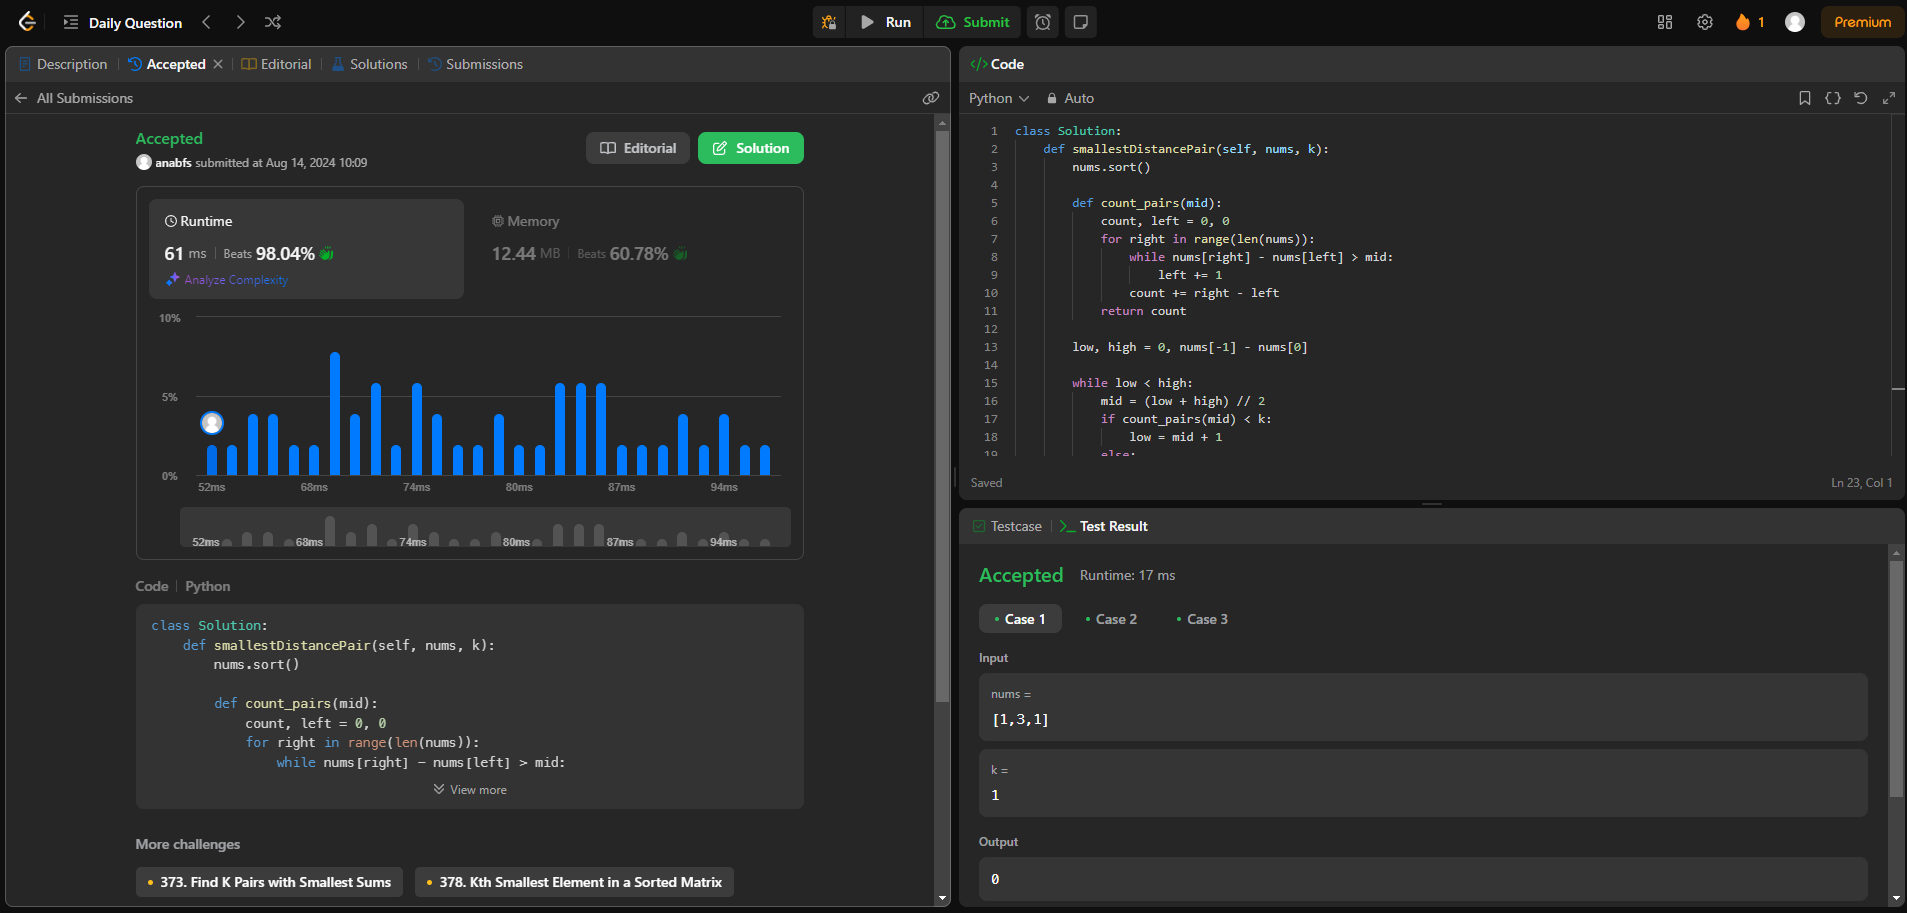 Daily Question
Run
Submit
1
Premium
Description
Accepted
Editorial
Solutions
Submissions
All Submissions
Accepted
anabfs submitted at Aug 14, 2024 10:09
Editorial
Solution
Runtime
61 ms
Beats 98.04%
Analyze Complexity
Memory
12.44 MB
Beats 60.78%
10%
5%
0%
52ms
68ms
74ms
80ms
87ms
94ms
52ms
68ms
74ms
80ms
87ms
94ms
Code
Python
class Solution:
def smallestDistancePair(self, nums, k):
nums.sort()
def count_pairs(mid):
count, left = 0, 0
for right in range(len(nums)):
while nums[right] - nums[left] > mid:
View more
More challenges
373. Find K Pairs with Smallest Sums
378. Kth Smallest Element in a Sorted Matrix
</> Code
Python
Auto
1 class Solution:
2 def smallestDistancePair(self, nums, k):
3 nums.sort()
4
5 def count_pairs(mid):
6 count, left = 0, 0
7 for right in range(len(nums)):
8 while nums[right] - nums[left] > mid:
9 left += 1
10 count += right - left
11 return count
12
13 low, high = 0, nums[-1] - nums[0]
14
15 while low < high:
16 mid = (low + high) // 2
17 if count_pairs(mid) < k:
18 low = mid + 1
19 else:
Saved
Ln 23, Col 1
Testcase
Test Result
Accepted
Runtime: 17 ms
Case 1
Case 2
Case 3
Input
nums =
[1,3,1]
k =
1
Output
0